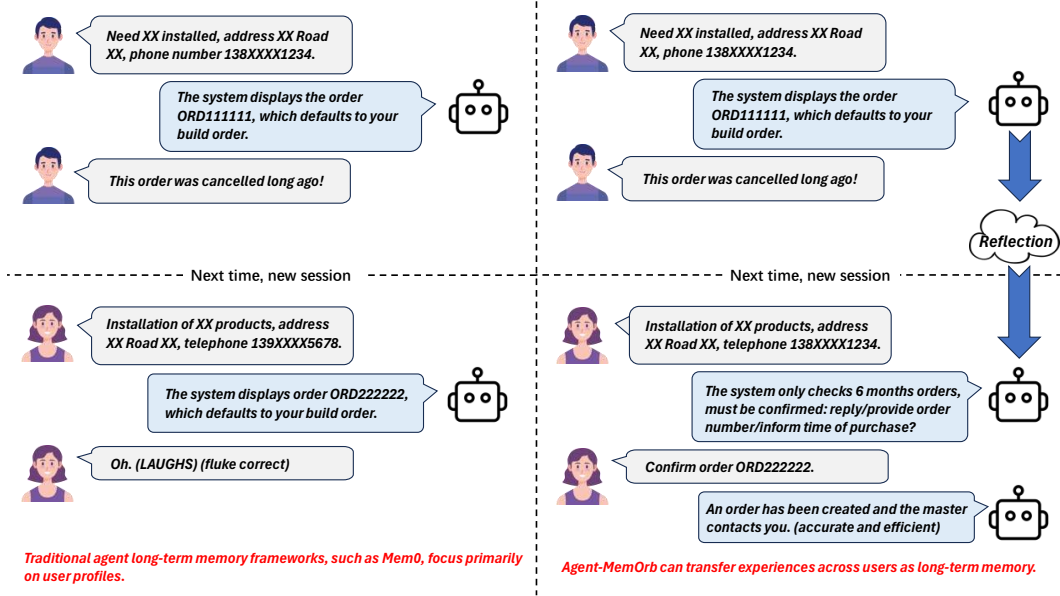 Need XX installed, address XX Road
XX, phone number 138XXXX1234.
The system displays the order
ORD111111, which defaults to your
build order.
This order was cancelled long ago!
Next time, new session
Installation of XX products, address
XX Road XX, telephone 139XXXX5678.
The system displays order ORD222222,
which defaults to your build order.
Oh. (LAUGHS) (fluke correct)
Traditional agent long-term memory frameworks, such as Mem0, focus primarily
on user profiles.
Need XX installed, address XX Road
XX, phone 138XXXX1234.
The system displays the order
ORD111111, which defaults to your
build order.
This order was cancelled long ago!
Reflection
Next time, new session
Installation of XX products, address
XX Road XX, telephone 138XXXX1234.
The system only checks 6 months orders,
must be confirmed: reply/provide order
number/inform time of purchase?
Confirm order ORD222222.
An order has been created and the master
contacts you. (accurate and efficient)
Agent-MemOrb can transfer experiences across users as long-term memory.